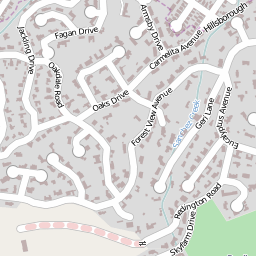 Fagan Drive
Jackling Drive
Armsby Drive
Hillsborough
Carmelita Avenue
Oakdale Road
Oaks Drive
Forest View Avenue
Geri Lane
Eucalyptus Avenue
Redington Road
Skyfarm Drive